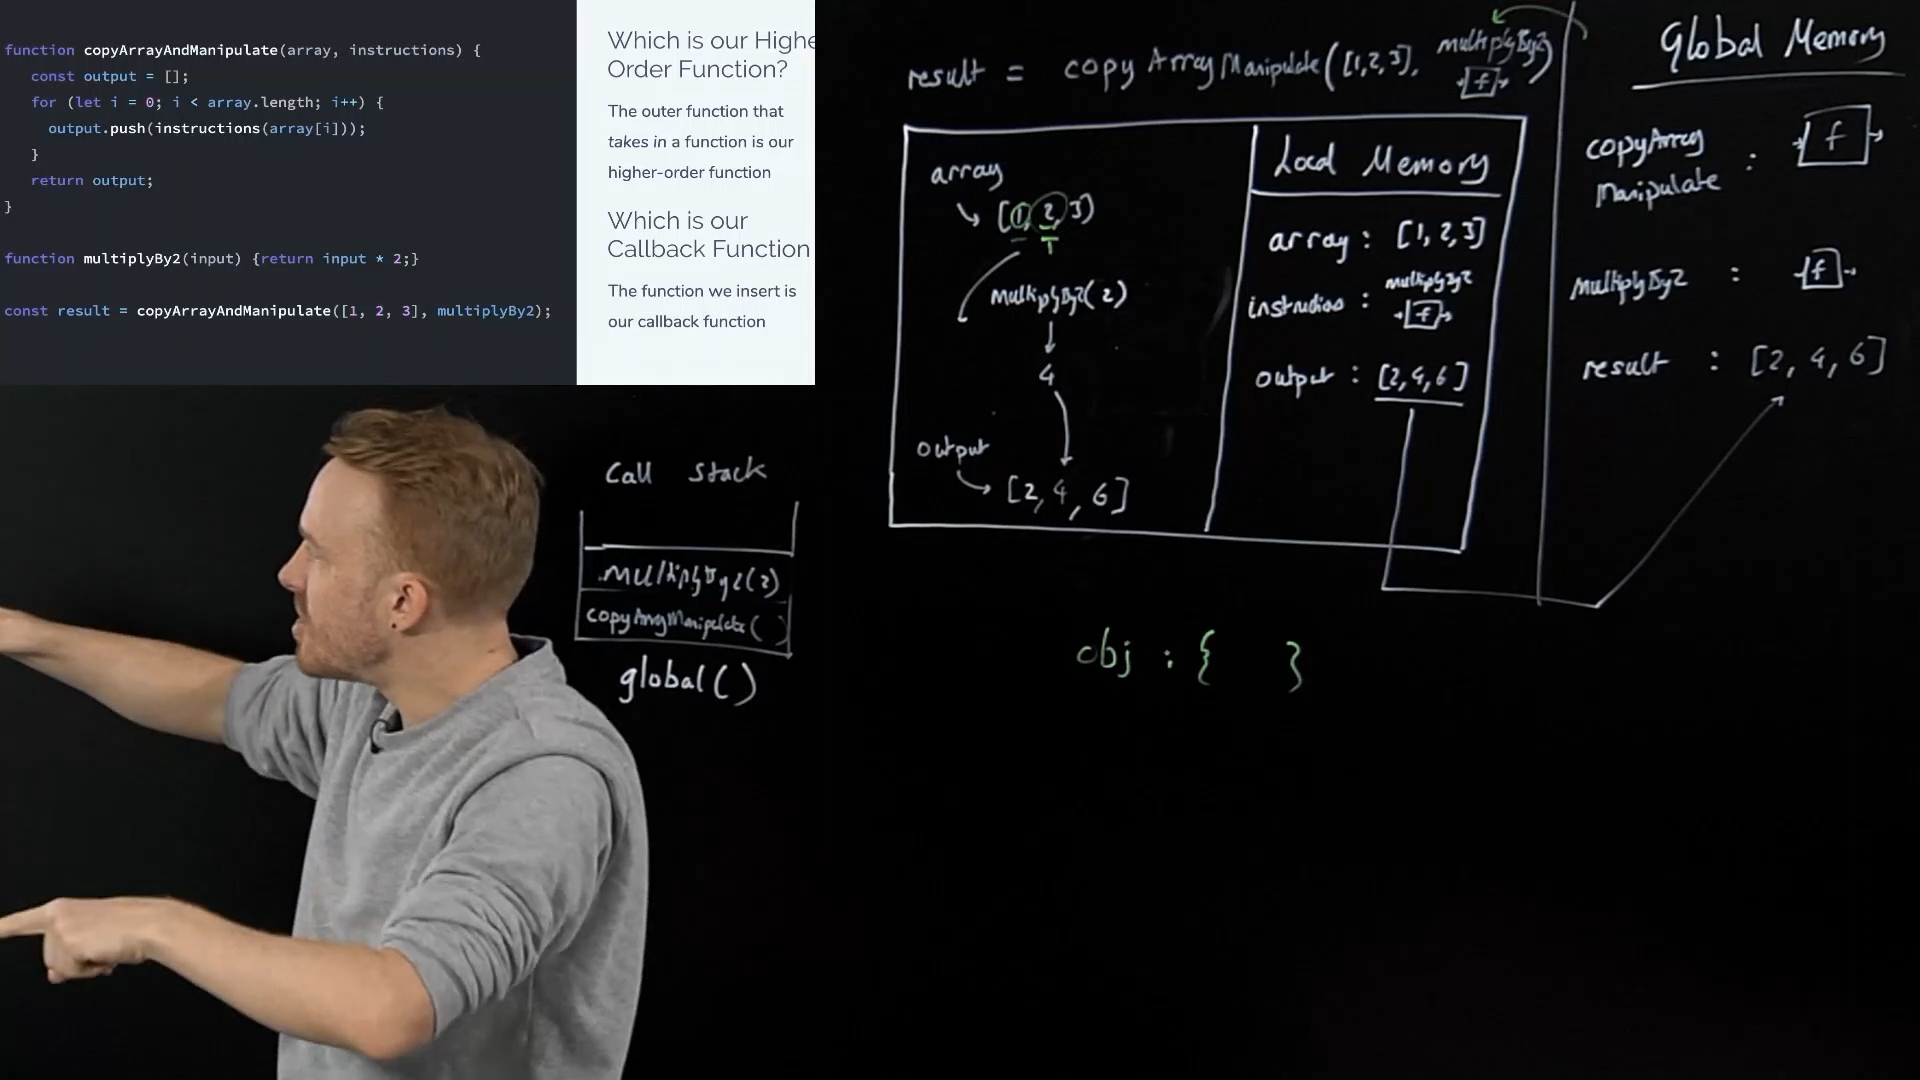 function copyArrayAndManipulate(array, instructions) {
const output = [];
for (let i = 0; i < array.length; i++) {
output.push(instructions(array[i]));
}
return output;
}
function multiplyBy2(input) {return input * 2;}
const result = copyArrayAndManipulate([1, 2, 3], multiplyBy2);
Which is our Highe
Order Function?
The outer function that
takes in a function is our
higher-order function
Which is our
Callback Function
The function we insert is
our callback function
result = copyArrayManipulate([1,2,3], multiplyBy2)
f
array
[1, 2, 3]
multiplyBy2(2)
4
output
[2, 4, 6]
Local Memory
array : [1, 2, 3]
multiplyBy2
f
output : [2, 4, 6]
Global Memory
copyArray
Manipulate : f
multiplyBy2 : f
result : [2, 4, 6]
Call Stack
copyArrayManipulate( )
global()
obj : { }